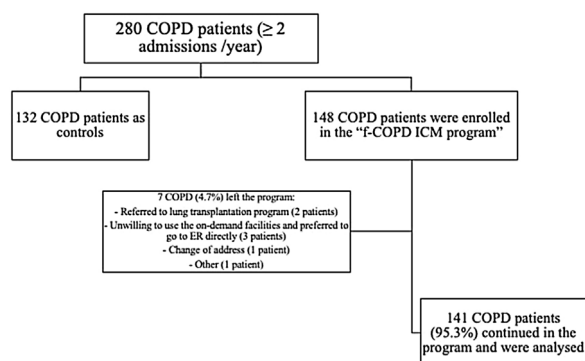 280 COPD patients (≥ 2
admissions /year)
132 COPD patients as
controls
148 COPD patients were enrolled
in the “f-COPD ICM program”
7 COPD (4.7%) left the program:
- Referred to lung transplantation program (2 patients)
- Unwilling to use the on-demand facilities and preferred to
go to ER directly (3 patients)
- Change of address (1 patient)
- Other (1 patient)
141 COPD patients
(95.3%) continued in the
program and were analysed